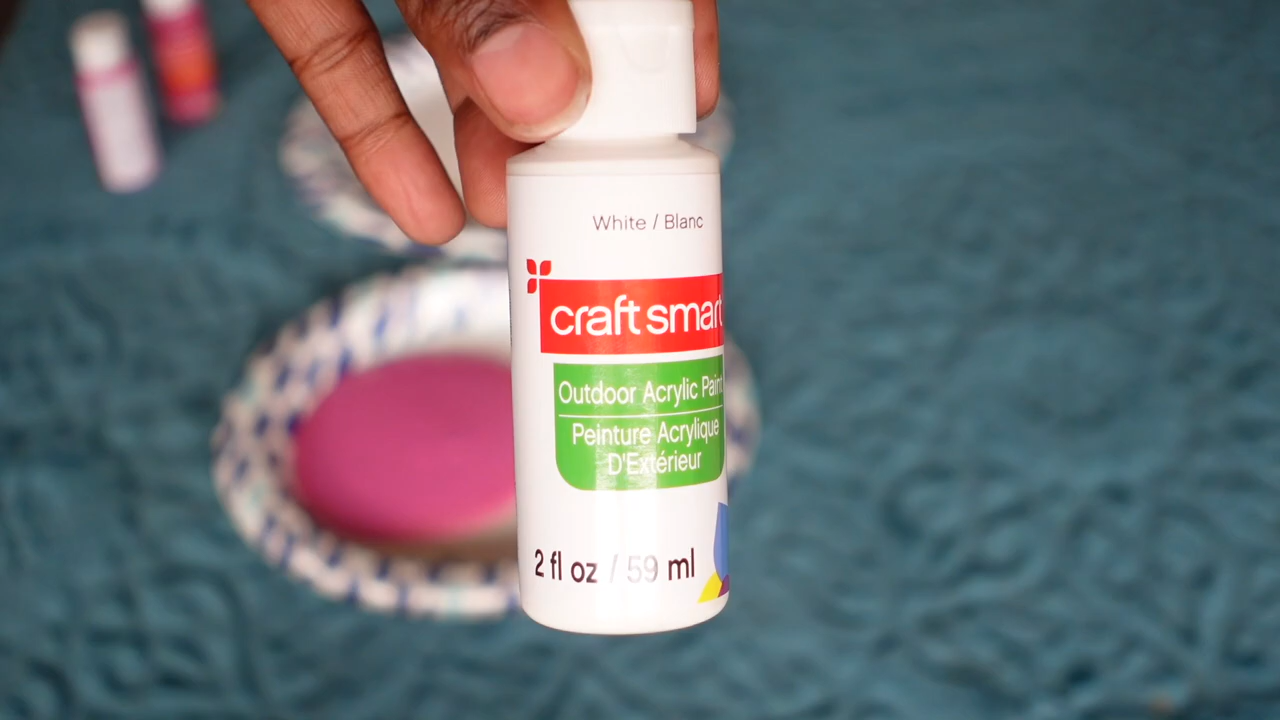 White / Blanc
craft smart
Outdoor Acrylic Paint
Peinture Acrylique
D'Extérieur
2 fl oz / 59 ml